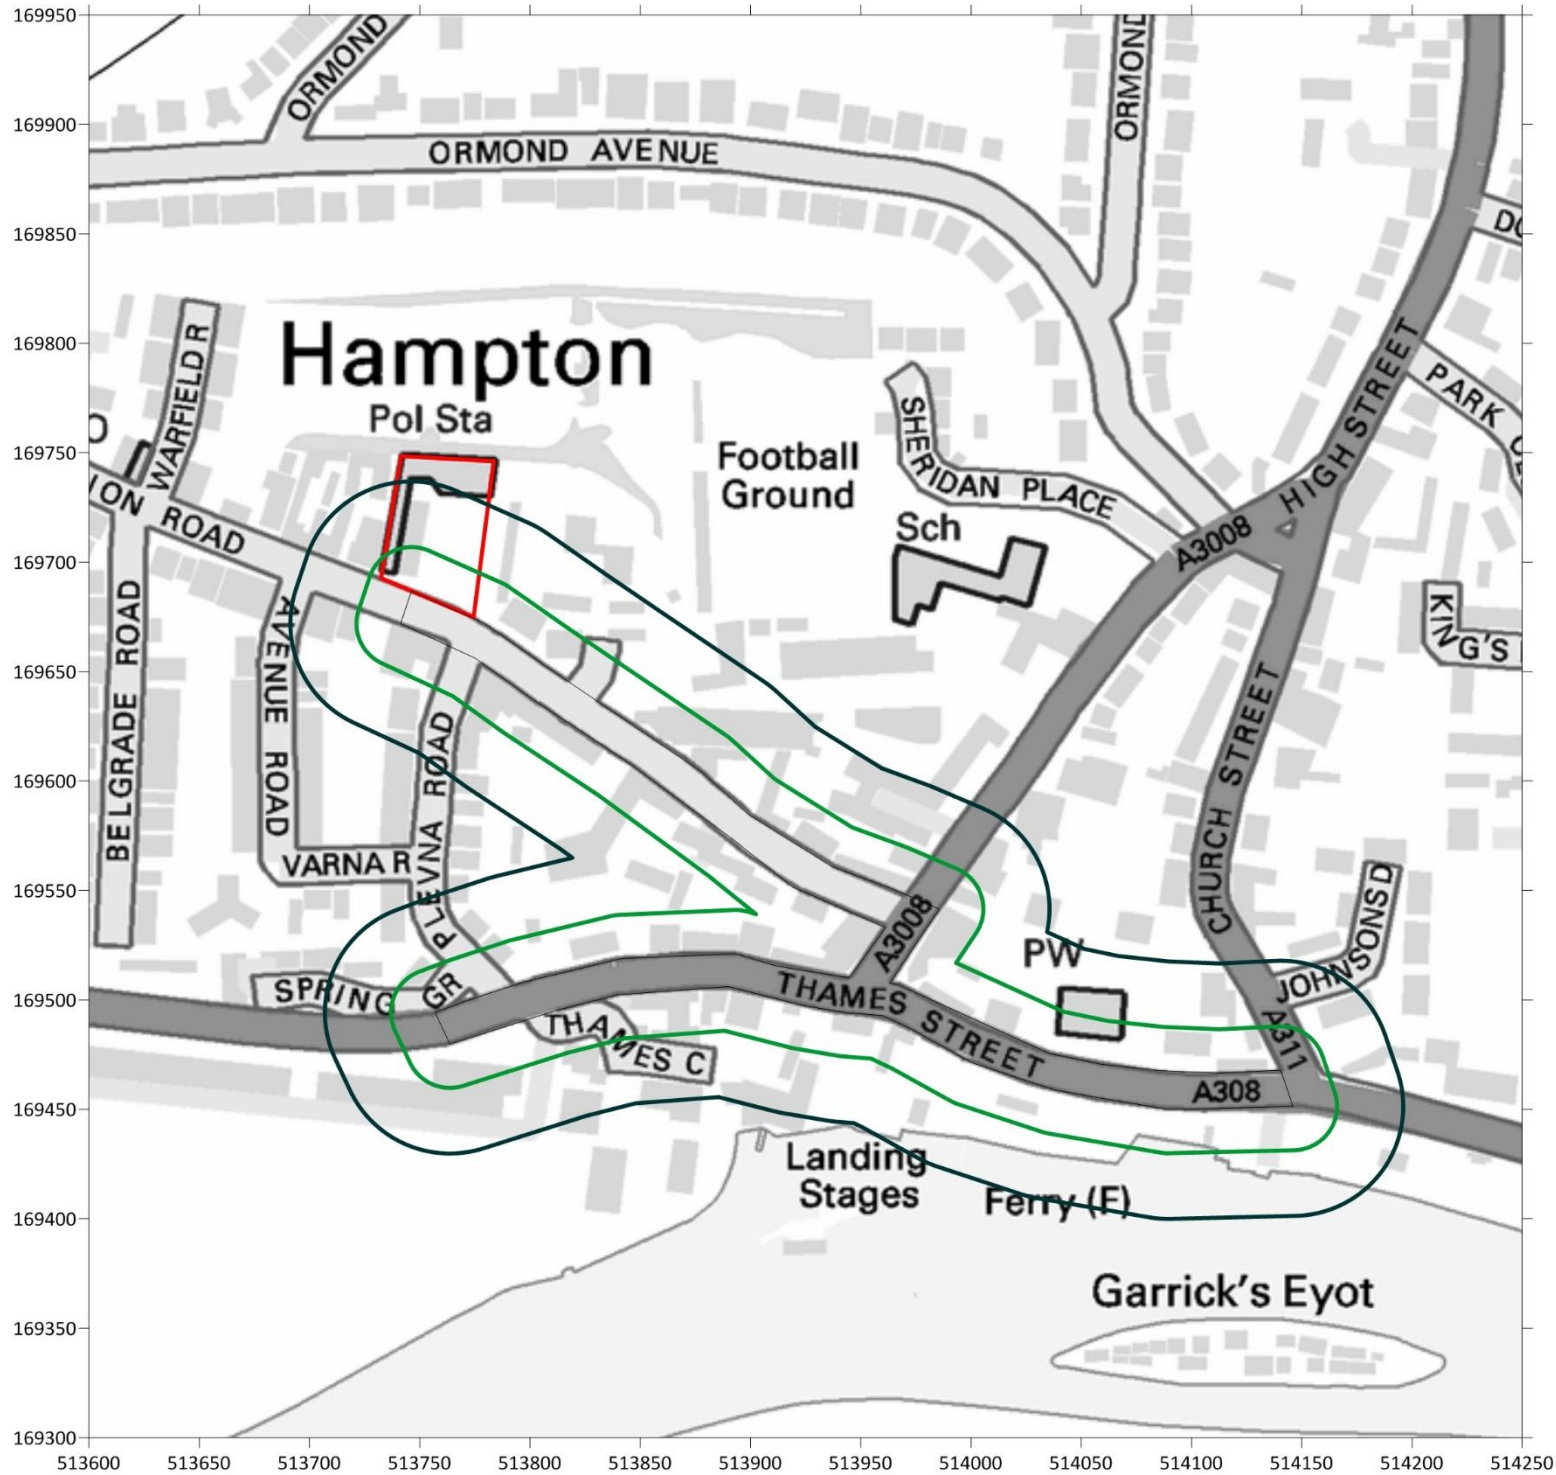 169950
169900
169850
169800
169750
169700
169650
169600
169550
169500
169450
169400
169350
169300
ORMOND
ORMOND
ORMOND AVENUE
DO
Hampton
Pol Sta
WARFIELD R
O
ION ROAD
Football
Ground
SHERIDAN PLACE
Sch
A3008
HIGH STREET
PARK
KING'S
BELGRADE ROAD
AVENUE ROAD
PLEVNA ROAD
VARNA R
CHURCH STREET
A3008
PW
JOHNSONS D
SPRING GR
THAMES C
THAMES STREET
A311
A308
Landing
Stages
Ferry (F)
Garrick's Eyot
513600 513650 513700 513750 513800 513850 513900 513950 514000 514050 514100 514150 514200 514250